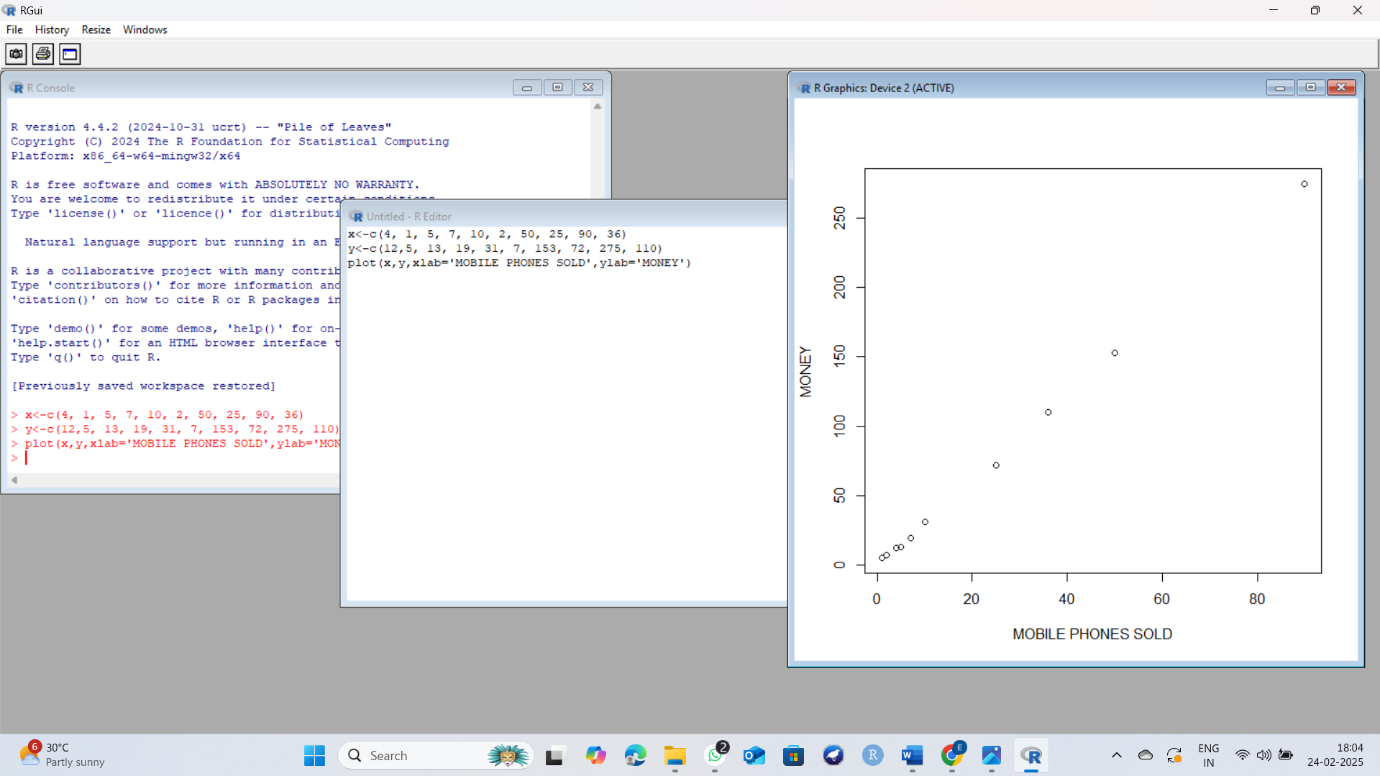 RGui
File History Resize Windows
R Console
R version 4.4.2 (2024-10-31 ucrt) -- "Pile of Leaves"
Copyright (C) 2024 The R Foundation for Statistical Computing
Platform: x86_64-w64-mingw32/x64
R is free software and comes with ABSOLUTELY NO WARRANTY.
You are welcome to redistribute it under certain conditions
Type 'license()' or 'licence()' for distributi
Natural language support but running in an E
R is a collaborative project with many contrib
Type 'contributors()' for more information and
'citation()' on how to cite R or R packages in
Type 'demo()' for some demos, 'help()' for on-
'help.start()' for an HTML browser interface t
Type 'q()' to quit R.
[Previously saved workspace restored]
> x<-c(4, 1, 5, 7, 10, 2, 50, 25, 90, 36)
> y<-c(12,5, 13, 19, 31, 7, 153, 72, 275, 110)
> plot(x,y,xlab='MOBILE PHONES SOLD',ylab='MON
>
Untitled - R Editor
x<-c(4, 1, 5, 7, 10, 2, 50, 25, 90, 36)
y<-c(12,5, 13, 19, 31, 7, 153, 72, 275, 110)
plot(x,y,xlab='MOBILE PHONES SOLD',ylab='MONEY')
R Graphics: Device 2 (ACTIVE)
250
200
150
100
50
0
MONEY
0 20 40 60 80
MOBILE PHONES SOLD
6
30°C
Partly sunny
Search
2
E
ENG
IN
18:04
24-02-2025